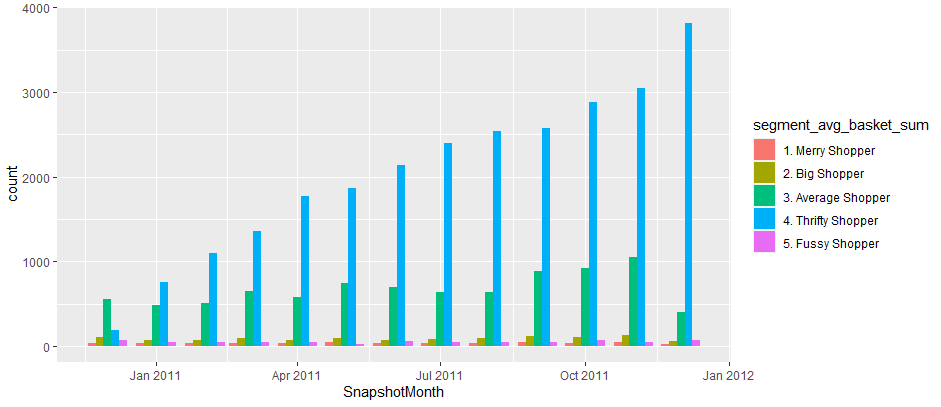 4000
3000
2000
1000
0
count
Jan 2011
Apr 2011
Jul 2011
Oct 2011
Jan 2012
SnapshotMonth
segment_avg_basket_sum
1. Merry Shopper
2. Big Shopper
3. Average Shopper
4. Thrifty Shopper
5. Fussy Shopper